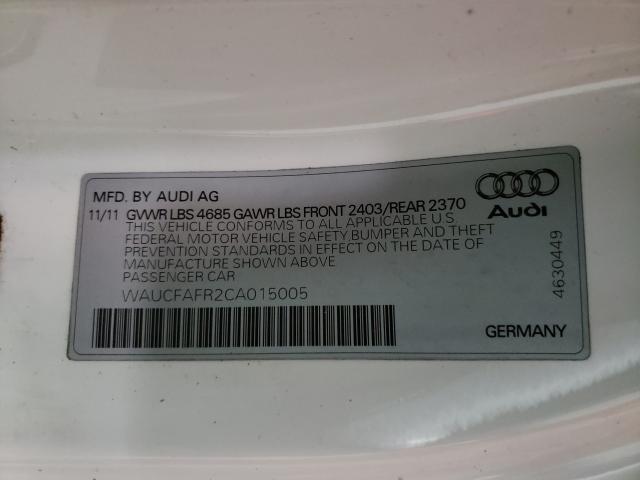 MFD. BY AUDI AG
11/11 GVWR LBS 4685 GAWR LBS FRONT 2403/REAR 2370
THIS VEHICLE CONFORMS TO ALL APPLICABLE U.S
FEDERAL MOTOR VEHICLE SAFETY BUMPER AND THEFT
PREVENTION STANDARDS IN EFFECT ON THE DATE OF
MANUFACTURE SHOWN ABOVE
PASSENGER CAR
WAUCFAFR2CA015005
Audi
4630449
GERMANY